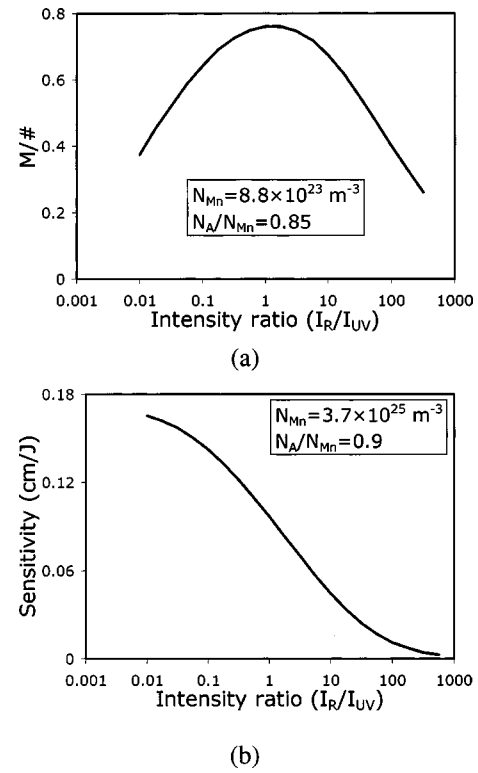 0.8
0.6
0.4
0.2
0
M/#
N_Mn=8.8×10^23 m^-3
N_A/N_Mn=0.85
0.001 0.01 0.1 1 10 100 1000
Intensity ratio (I_R/I_UV)
(a)
0.18
0.12
0.06
0
Sensitivity (cm/J)
N_Mn=3.7×10^25 m^-3
N_A/N_Mn=0.9
0.001 0.01 0.1 1 10 100 1000
Intensity ratio (I_R/I_UV)
(b)